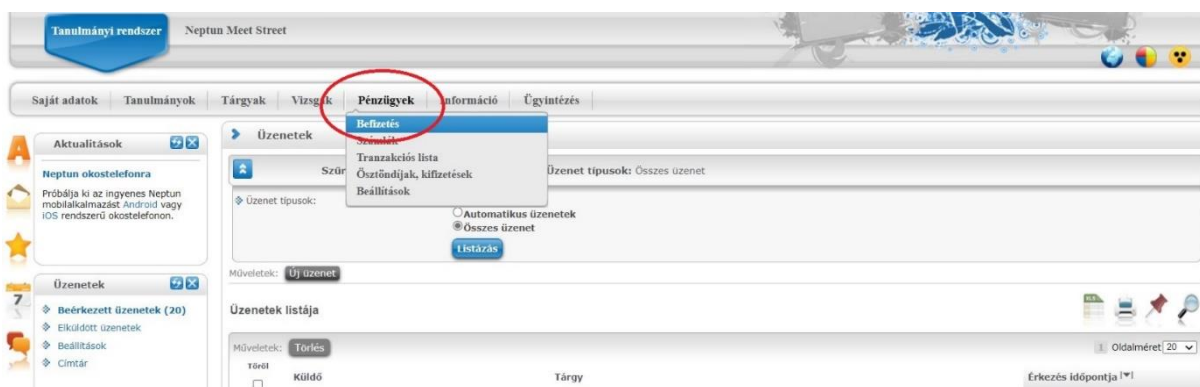 Tanulmányi rendszer Neptun Meet Street
Saját adatok Tanulmányok Tárgyak Vizsgák Pénzügyek Információ Ügyintézés
Befizetés
Számlák
Tranzakciós lista
Ösztöndíjak, kifizetések
Beállítások
Aktualitások
Neptun okostelefonra
Próbálja ki az ingyenes Neptun
mobilalkalmazást Android vagy
iOS rendszerű okostelefonon.
Üzenetek
Beérkezett üzenetek (20)
Elküldött üzenetek
Beállítások
Címtár
Üzenetek
Üzenet típusok: Összes üzenet
Üzenet típusok:
Automatikus üzenetek
Összes üzenet
Listázás
Műveletek: Új üzenet
Üzenetek listája
Műveletek: Törlés
1 Oldalméret 20
Töröl
Küldő Tárgy Érkezés időpontja
7